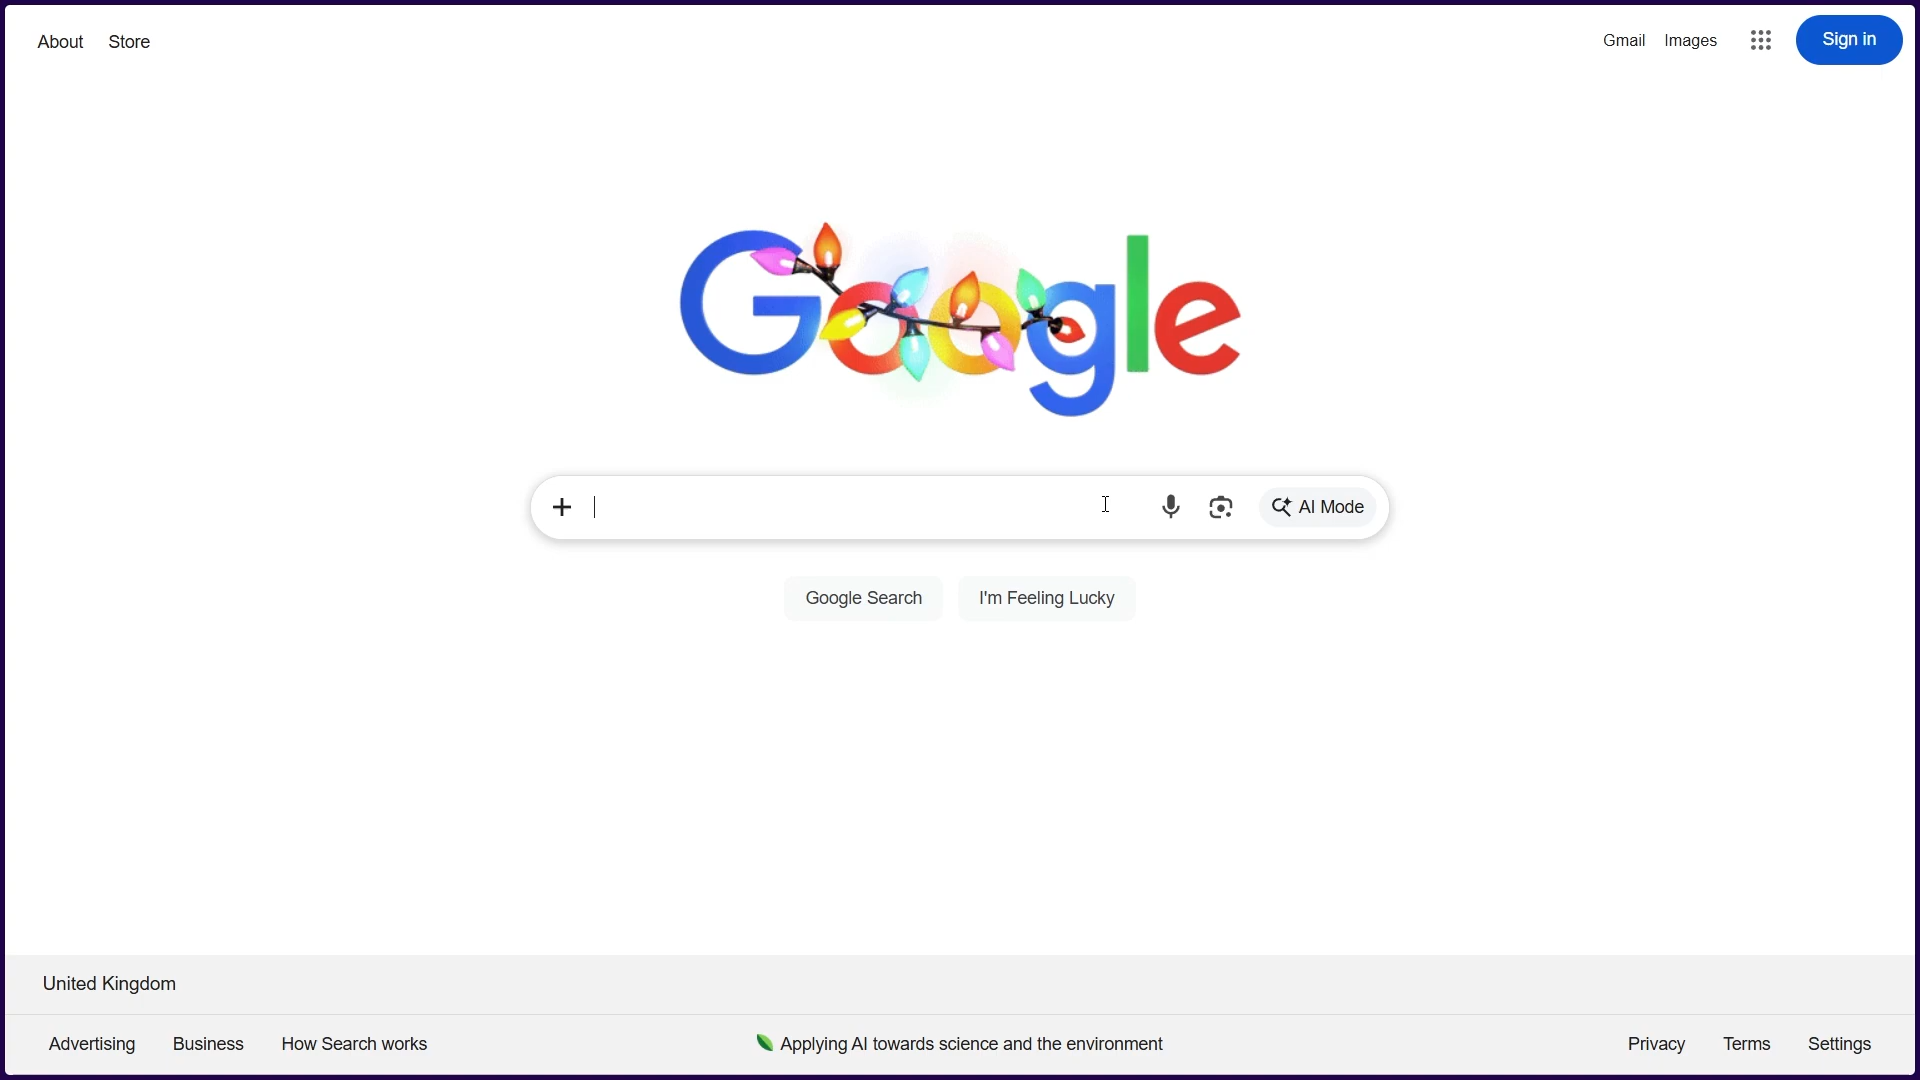 About Store
Gmail Images
Sign in
Google
AI Mode
Google Search
I'm Feeling Lucky
United Kingdom
Advertising Business How Search works
Applying AI towards science and the environment
Privacy Terms Settings